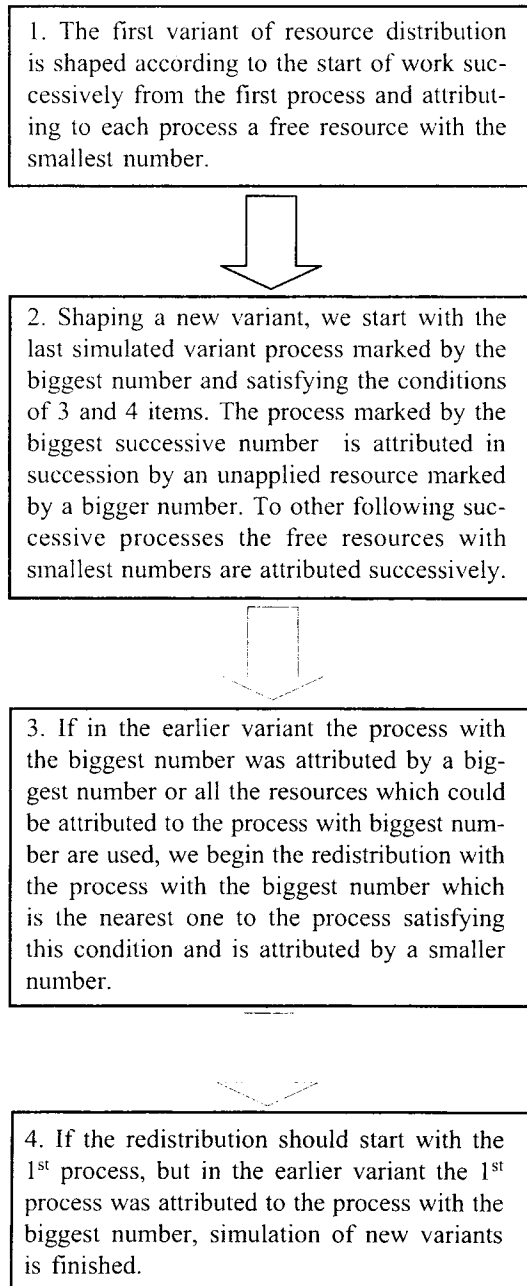 1. The first variant of resource distribution
is shaped according to the start of work suc-
cessively from the first process and attribut-
ing to each process a free resource with the
smallest number.
2. Shaping a new variant, we start with the
last simulated variant process marked by the
biggest number and satisfying the conditions
of 3 and 4 items. The process marked by the
biggest successive number is attributed in
succession by an unapplied resource marked
by a bigger number. To other following suc-
cessive processes the free resources with
smallest numbers are attributed successively.
3. If in the earlier variant the process with
the biggest number was attributed by a big-
gest number or all the resources which could
be attributed to the process with biggest num-
ber are used, we begin the redistribution with
the process with the biggest number which
is the nearest one to the process satisfying
this condition and is attributed by a smaller
number.
4. If the redistribution should start with the
1st process, but in the earlier variant the 1st
process was attributed to the process with the
biggest number, simulation of new variants
is finished.